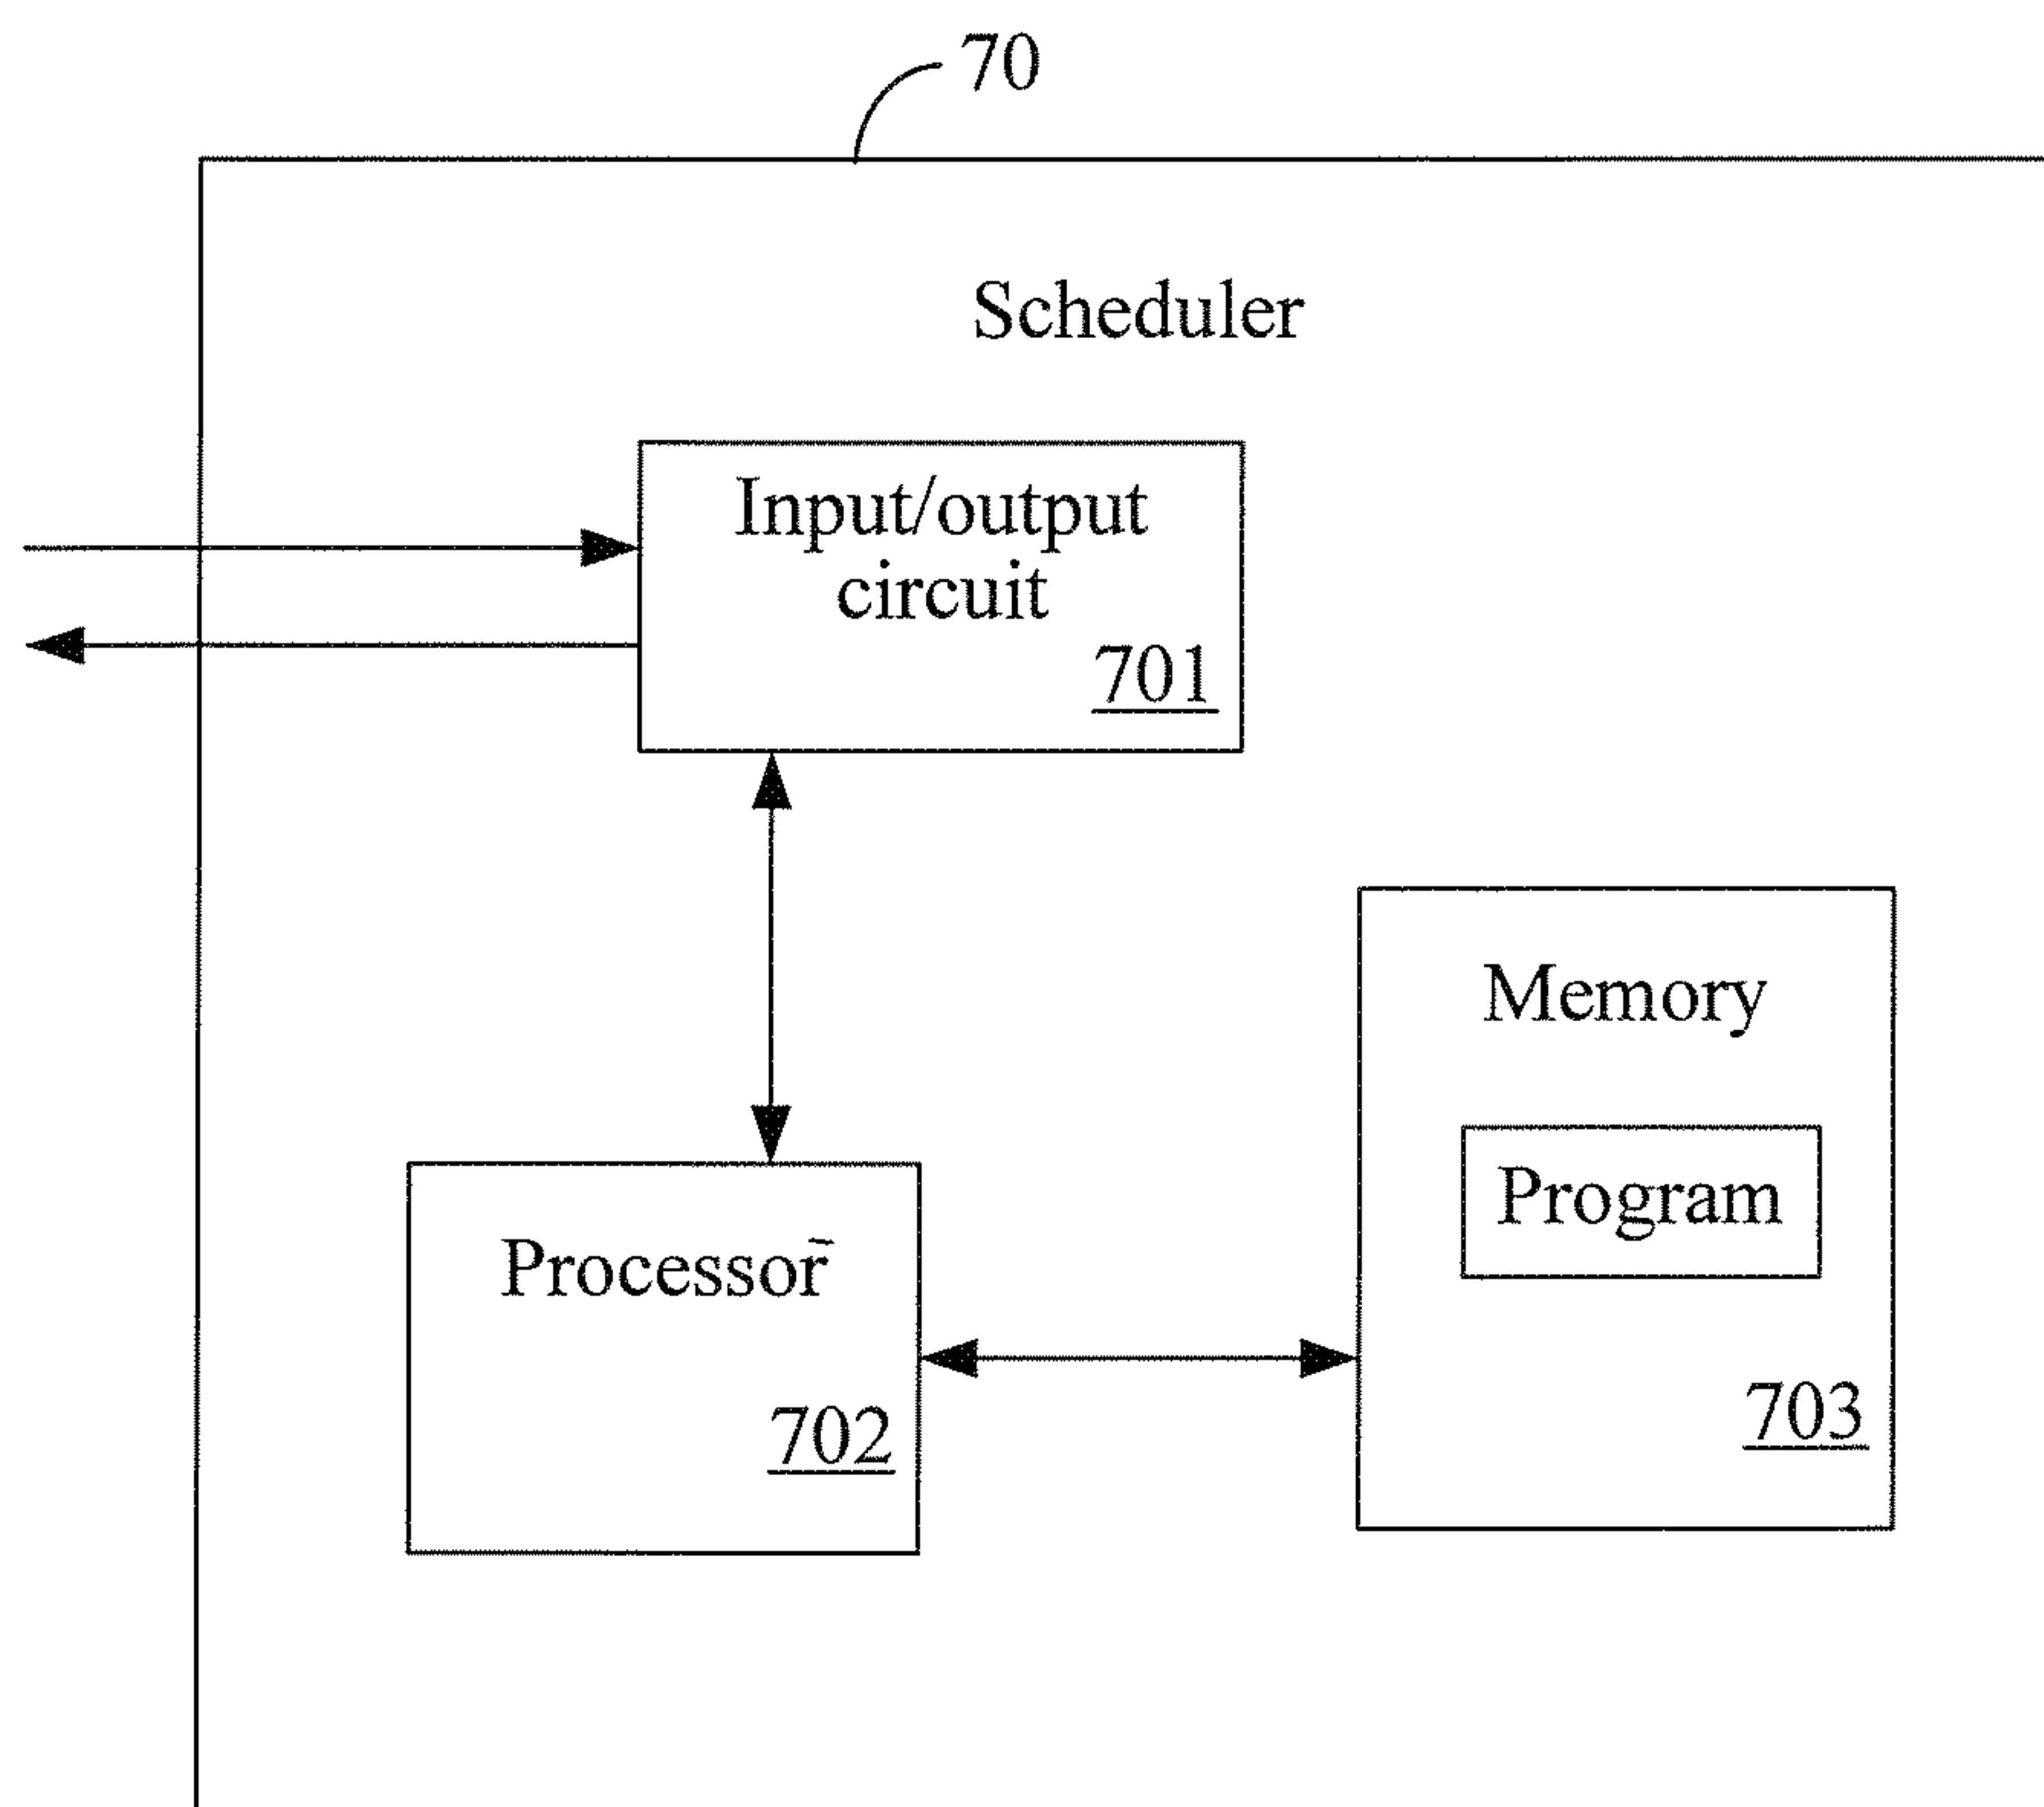 70
Scheduler
Input/output
circuit
701
Memory
Program
703
Processor
702